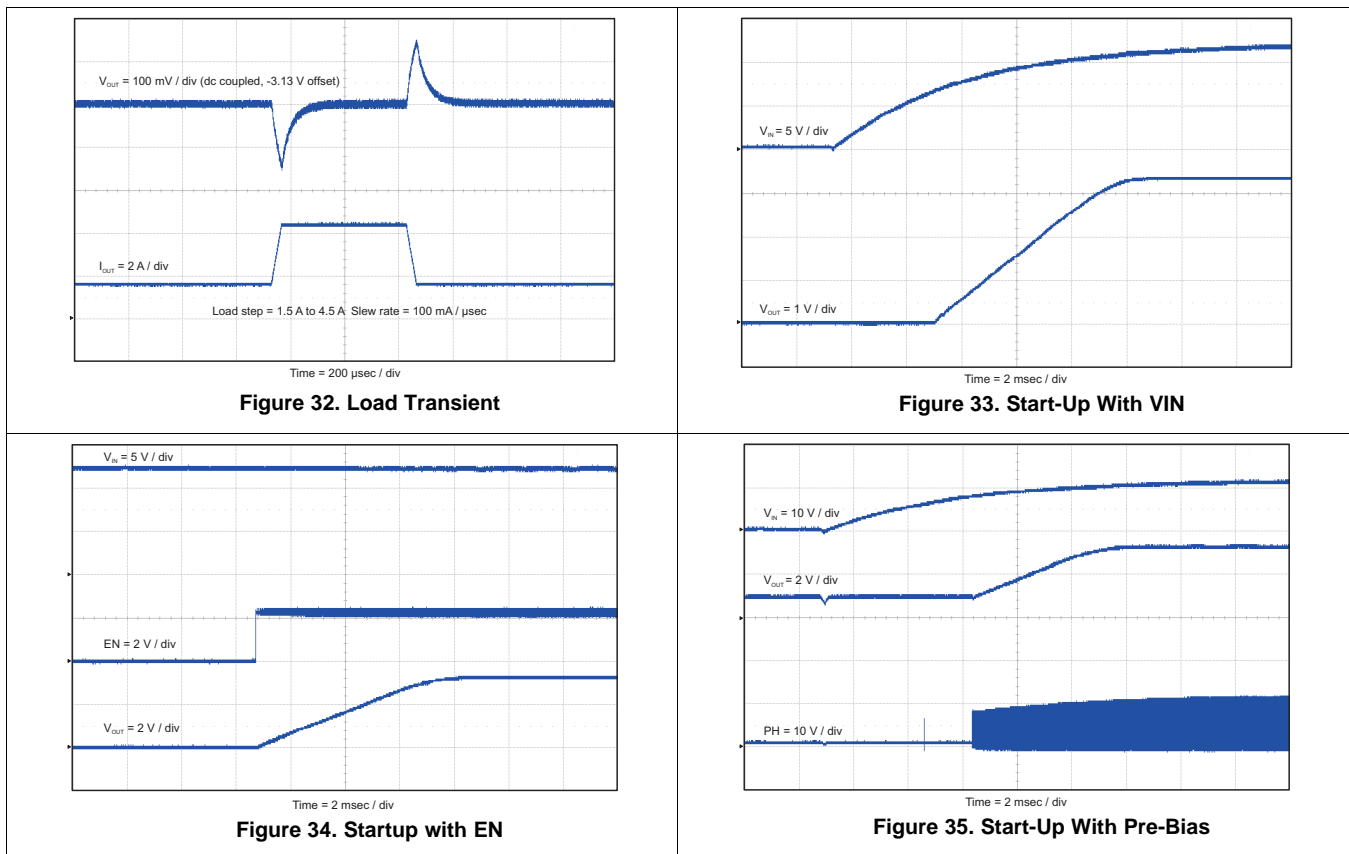 V_OUT = 100 mV / div (dc coupled, -3.13 V offset)
I_OUT = 2 A / div
Load step = 1.5 A to 4.5 A Slew rate = 100 mA / μsec
Time = 200 μsec / div
Figure 32. Load Transient
V_IN = 5 V / div
V_OUT = 1 V / div
Time = 2 msec / div
Figure 33. Start-Up With VIN
V_IN = 5 V / div
EN = 2 V / div
V_OUT = 2 V / div
Time = 2 msec / div
Figure 34. Startup with EN
V_IN = 10 V / div
V_OUT = 2 V / div
PH = 10 V / div
Time = 2 msec / div
Figure 35. Start-Up With Pre-Bias